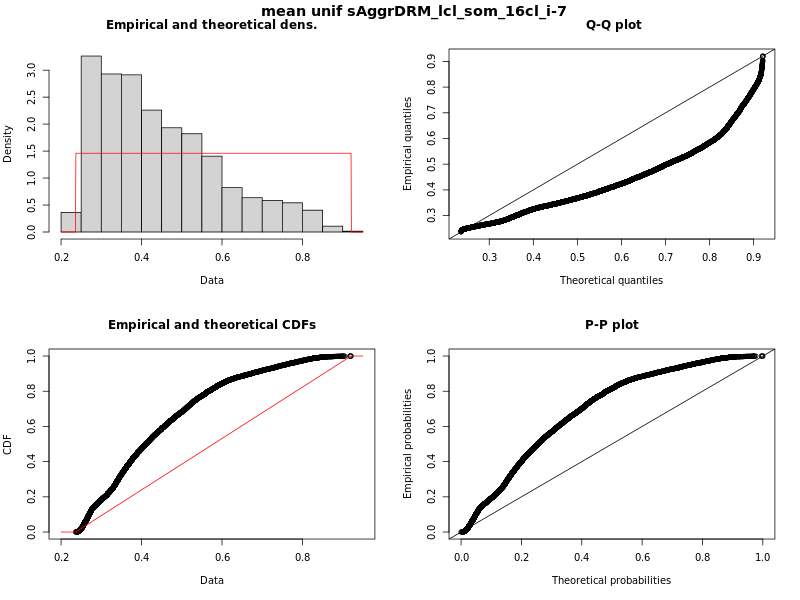 mean unif sAggrDRM_lcl_som_16cl_i-7
Empirical and theoretical dens.
Density
0.0 0.5 1.0 1.5 2.0 2.5 3.0
0.2 0.4 0.6 0.8
Data
Q-Q plot
Empirical quantiles
0.3 0.4 0.5 0.6 0.7 0.8 0.9
0.3 0.4 0.5 0.6 0.7 0.8 0.9
Theoretical quantiles
Empirical and theoretical CDFs
CDF
0.0 0.2 0.4 0.6 0.8 1.0
0.2 0.4 0.6 0.8
Data
P-P plot
Empirical probabilities
0.0 0.2 0.4 0.6 0.8 1.0
0.0 0.2 0.4 0.6 0.8 1.0
Theoretical probabilities